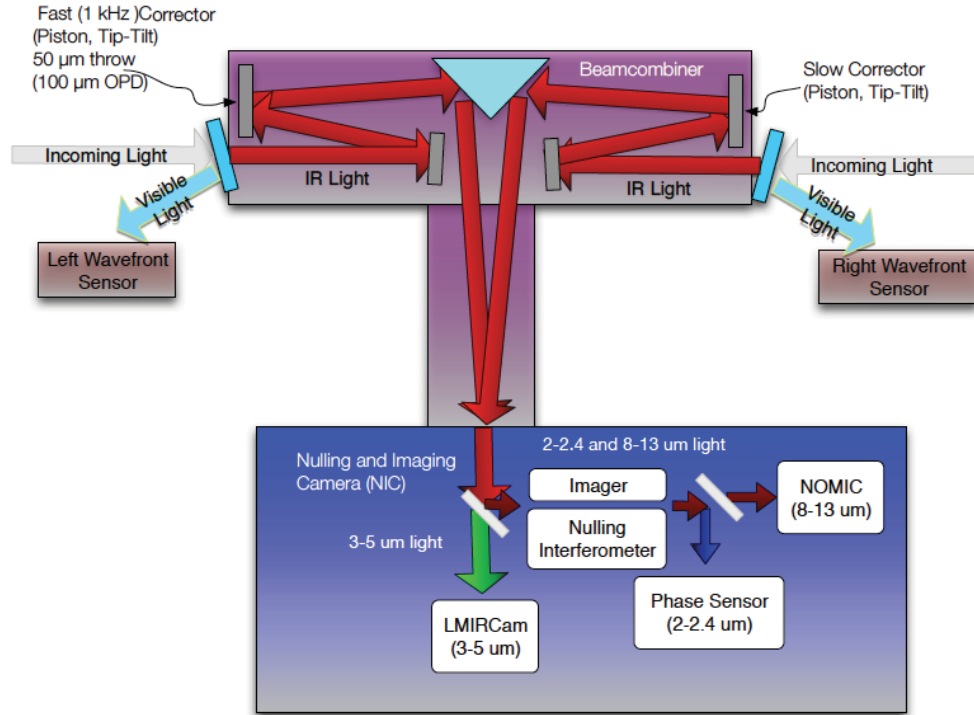 Fast (1 kHz )Corrector
(Piston, Tip-Tilt)
50 µm throw
(100 µm OPD)
Beamcombiner
Slow Corrector
(Piston, Tip-Tilt)
Incoming Light
IR Light
IR Light
Incoming Light
Visible
Light
Visible
Light
Left Wavefront
Sensor
Right Wavefront
Sensor
Nulling and Imaging
Camera (NIC)
2-2.4 and 8-13 um light
Imager
Nulling
Interferometer
NOMIC
(8-13 um)
3-5 um light
LMIRCam
(3-5 um)
Phase Sensor
(2-2.4 um)